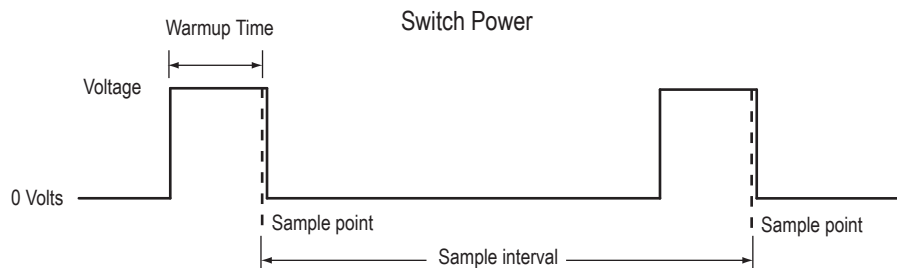 Switch Power
Warmup Time
Voltage
0 Volts
Sample point
Sample point
Sample interval